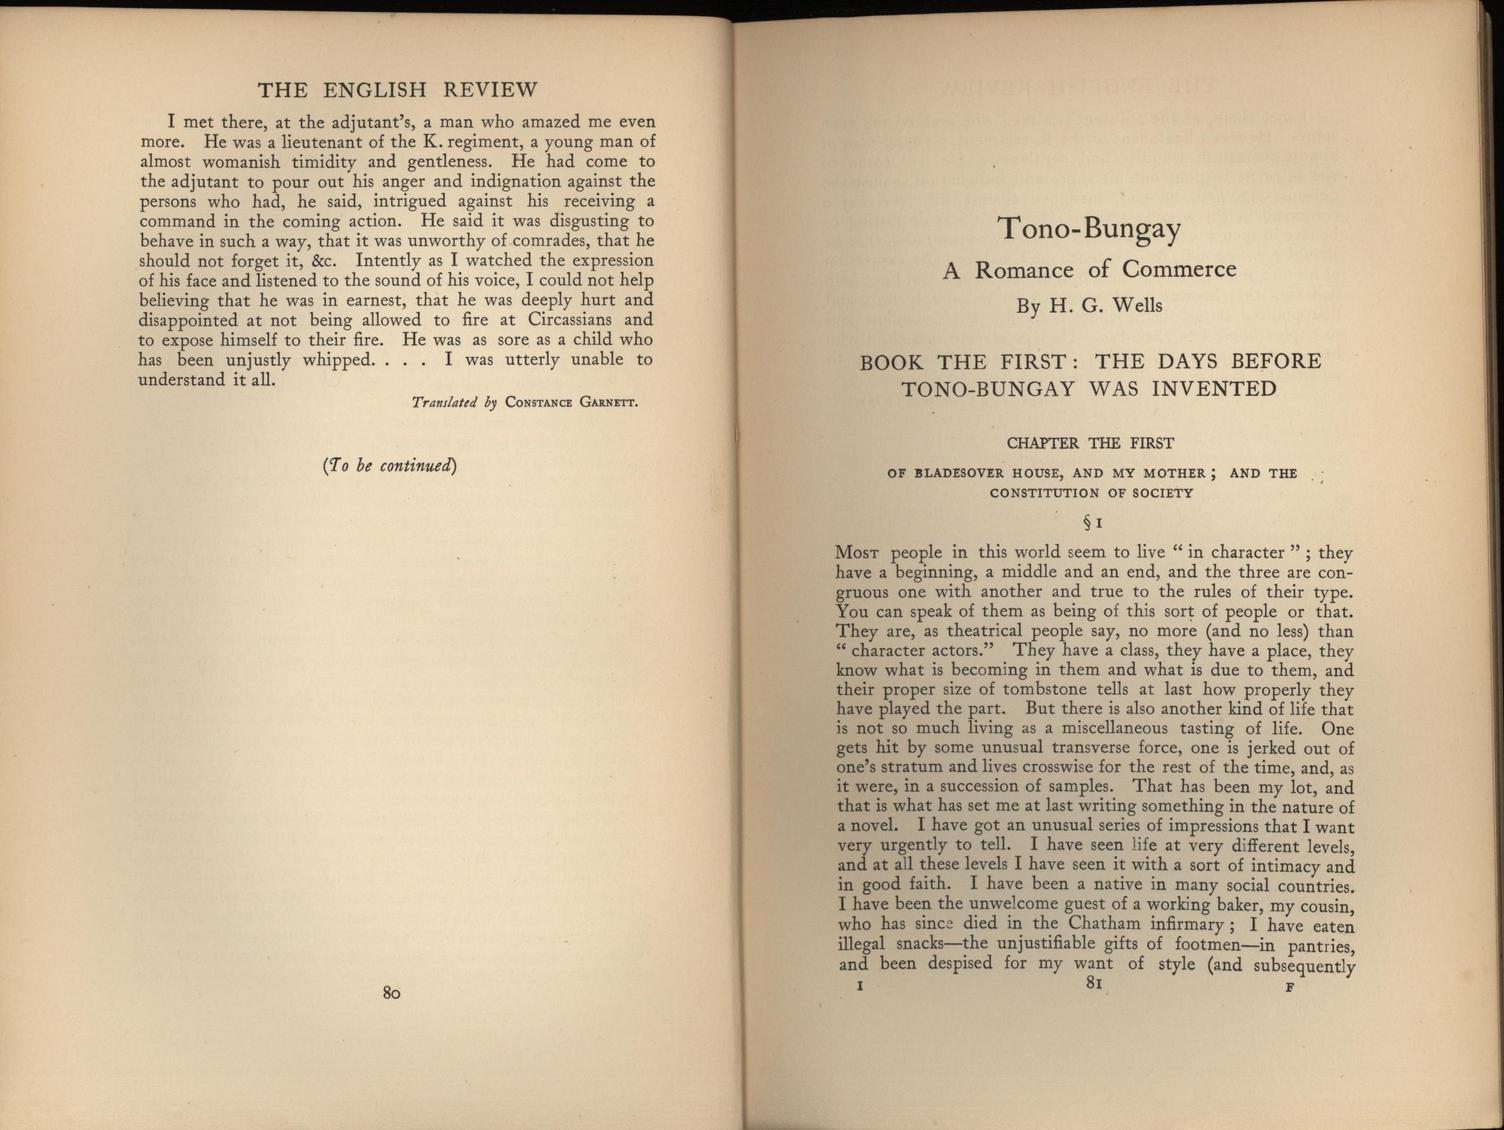 THE ENGLISH REVIEW
I met there, at the adjutant's, a man who amazed me even
more. He was a lieutenant of the K. regiment, a young man of
almost womanish timidity and gentleness. He had come to
the adjutant to pour out his anger and indignation against the
persons who had, he said, intrigued against his receiving a
command in the coming action. He said it was disgusting to
behave in such a way, that it was unworthy of comrades, that he
should not forget it, &c. Intently as I watched the expression
of his face and listened to the sound of his voice, I could not help
believing that he was in earnest, that he was deeply hurt and
disappointed at not being allowed to fire at Circassians and
to expose himself to their fire. He was as sore as a child who
has been unjustly whipped. . . . I was utterly unable to
understand it all.
Translated by CONSTANCE GARNETT.
(To be continued)
80
Tono-Bungay
A Romance of Commerce
By H. G. Wells
BOOK THE FIRST: THE DAYS BEFORE
TONO-BUNGAY WAS INVENTED
CHAPTER THE FIRST
OF BLADESOVER HOUSE, AND MY MOTHER; AND THE
CONSTITUTION OF SOCIETY
§ I
MOST people in this world seem to live “ in character ” ; they
have a beginning, a middle and an end, and the three are con-
gruous one with another and true to the rules of their type.
You can speak of them as being of this sort of people or that.
They are, as theatrical people say, no more (and no less) than
“ character actors.” They have a class, they have a place, they
know what is becoming in them and what is due to them, and
their proper size of tombstone tells at last how properly they
have played the part. But there is also another kind of life that
is not so much living as a miscellaneous tasting of life. One
gets hit by some unusual transverse force, one is jerked out of
one's stratum and lives crosswise for the rest of the time, and, as
it were, in a succession of samples. That has been my lot, and
that is what has set me at last writing something in the nature of
a novel. I have got an unusual series of impressions that I want
very urgently to tell. I have seen life at very different levels,
and at all these levels I have seen it with a sort of intimacy and
in good faith. I have been a native in many social countries.
I have been the unwelcome guest of a working baker, my cousin,
who has since died in the Chatham infirmary ; I have eaten
illegal snacks—the unjustifiable gifts of footmen—in pantries,
and been despised for my want of style (and subsequently
I 81 F